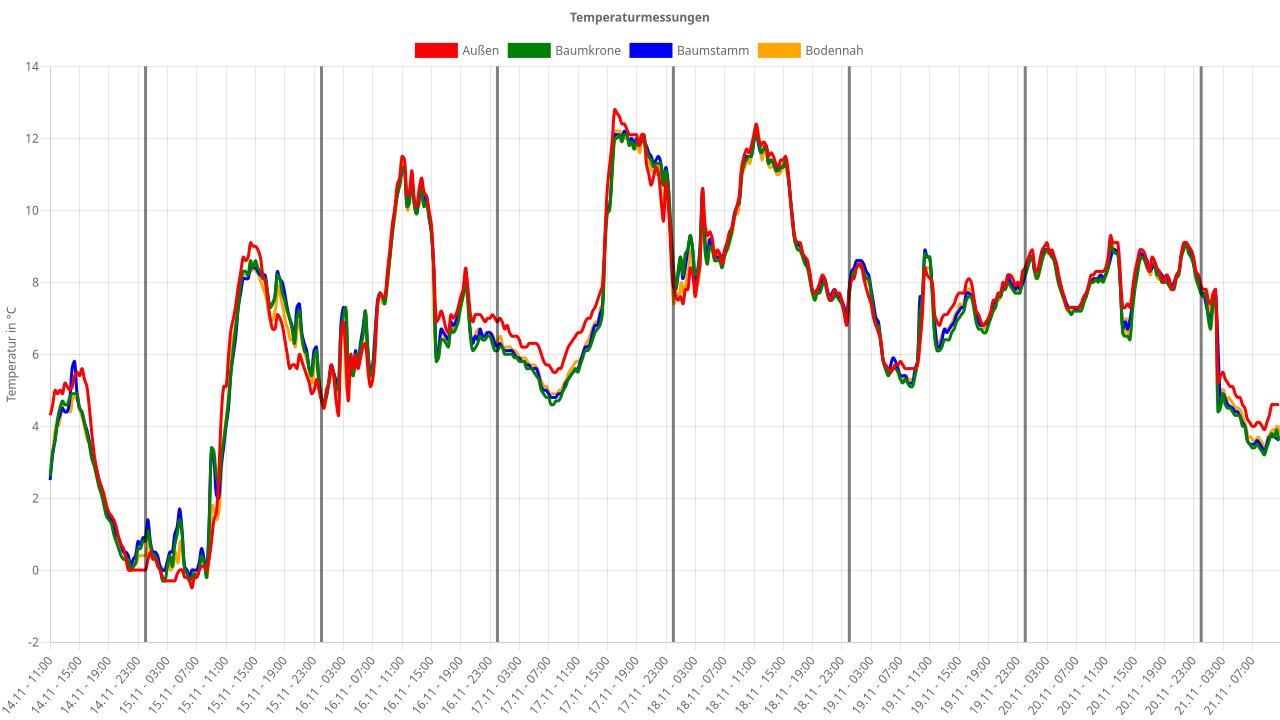 Temperaturmessungen
Außen Baumkrone Baumstamm Bodennah
Temperatur in °C
14
12
10
8
6
4
2
0
-2
14.11 - 11:00
14.11 - 15:00
14.11 - 19:00
14.11 - 23:00
15.11 - 03:00
15.11 - 07:00
15.11 - 11:00
15.11 - 15:00
15.11 - 19:00
15.11 - 23:00
16.11 - 03:00
16.11 - 07:00
16.11 - 11:00
16.11 - 15:00
16.11 - 19:00
16.11 - 23:00
17.11 - 03:00
17.11 - 07:00
17.11 - 11:00
17.11 - 15:00
17.11 - 19:00
17.11 - 23:00
18.11 - 03:00
18.11 - 07:00
18.11 - 11:00
18.11 - 15:00
18.11 - 19:00
18.11 - 23:00
19.11 - 03:00
19.11 - 07:00
19.11 - 11:00
19.11 - 15:00
19.11 - 19:00
19.11 - 23:00
20.11 - 03:00
20.11 - 07:00
20.11 - 11:00
20.11 - 15:00
20.11 - 19:00
20.11 - 23:00
21.11 - 03:00
21.11 - 07:00